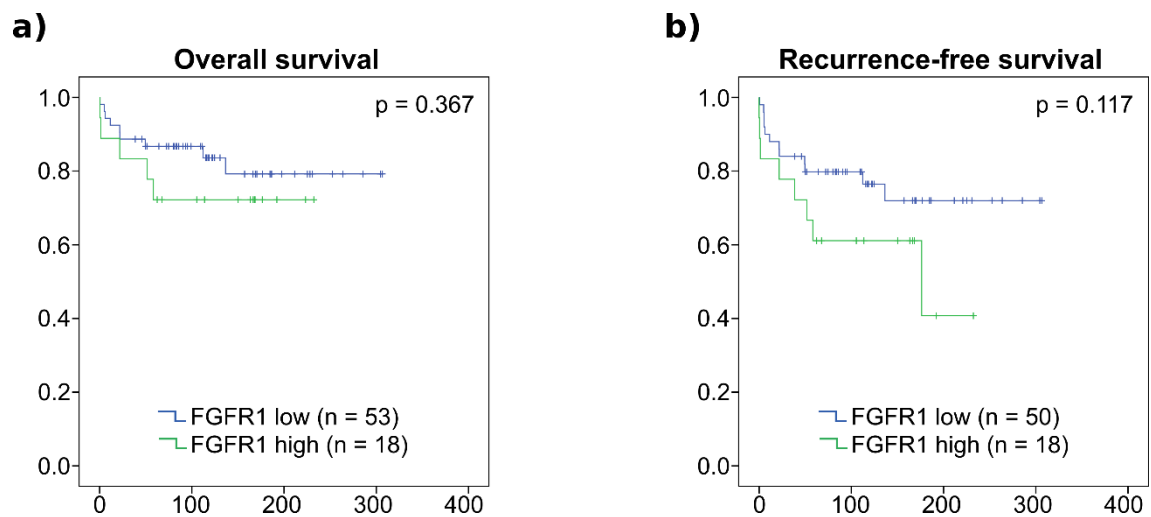 a)
Overall survival
p = 0.367
1.0
0.8
0.6
0.4
0.2
0.0
FGFR1 low (n = 53)
FGFR1 high (n = 18)
0 100 200 300 400
b)
Recurrence-free survival
p = 0.117
1.0
0.8
0.6
0.4
0.2
0.0
FGFR1 low (n = 50)
FGFR1 high (n = 18)
0 100 200 300 400